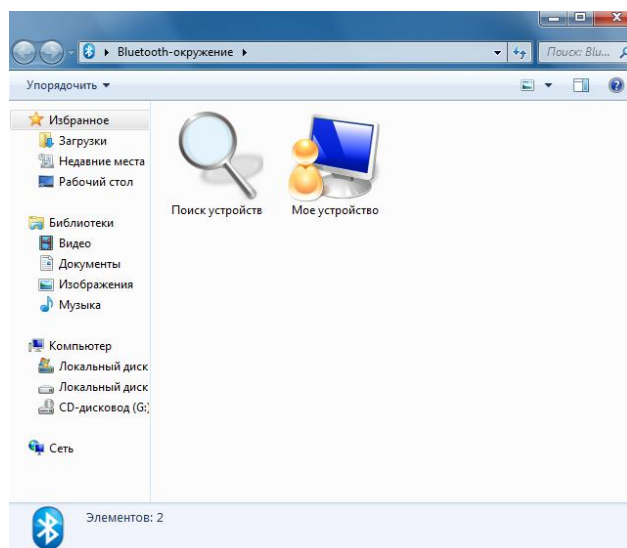 Bluetooth-окружение
Поиск: Blu...
Упорядочить
Избранное
Загрузки
Недавние места
Рабочий стол
Библиотеки
Видео
Документы
Изображения
Музыка
Компьютер
Локальный диск
Локальный диск
CD-дисковод (G:)
Сеть
Поиск устройств
Мое устройство
Элементов: 2